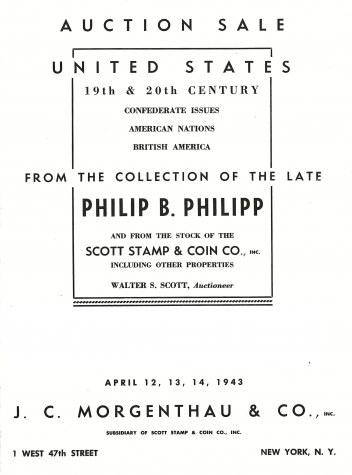 AUCTION SALE
UNITED STATES
19th & 20th CENTURY
CONFEDERATE ISSUES
AMERICAN NATIONS
BRITISH AMERICA
FROM THE COLLECTION OF THE LATE
PHILIP B. PHILIPP
AND FROM THE STOCK OF THE
SCOTT STAMP & COIN CO., INC.
INCLUDING OTHER PROPERTIES
WALTER S. SCOTT, Auctioneer
APRIL 12, 13, 14, 1943
J. C. MORGENTHAU & CO., INC.
SUBSIDIARY OF SCOTT STAMP & COIN CO., INC.
1 WEST 47th STREET NEW YORK, N. Y.